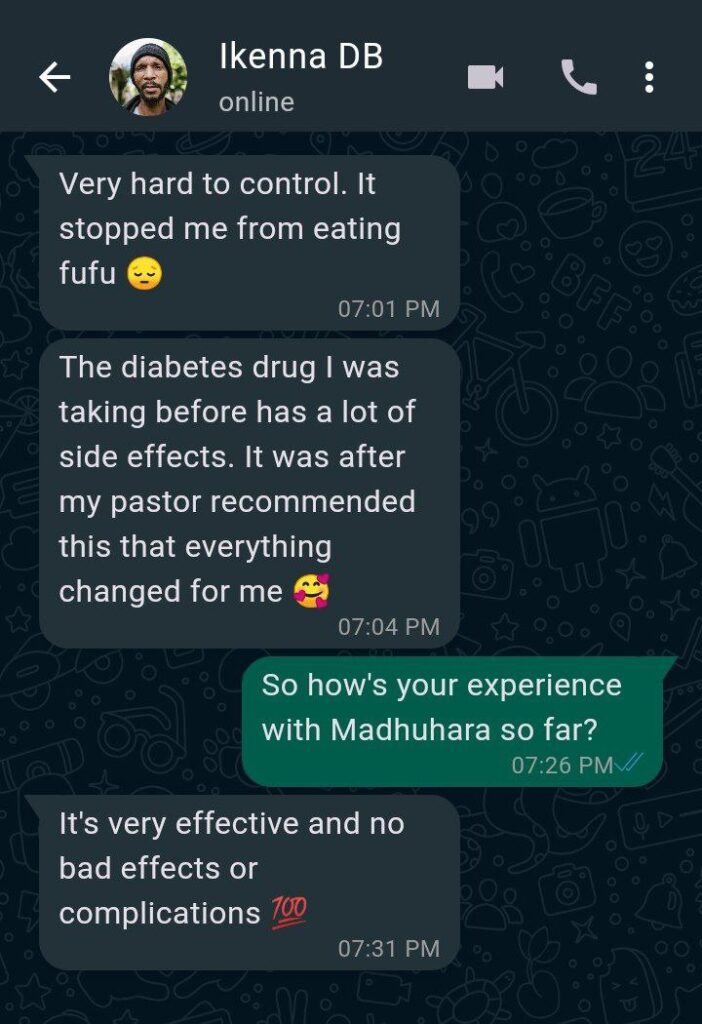 Ikenna DB
online
Very hard to control. It
stopped me from eating
fufu 😔
07:01 PM
The diabetes drug I was
taking before has a lot of
side effects. It was after
my pastor recommended
this that everything
changed for me 🥰
07:04 PM
So how's your experience
with Madhuhara so far?
07:26 PM
It's very effective and no
bad effects or
complications 💯
07:31 PM